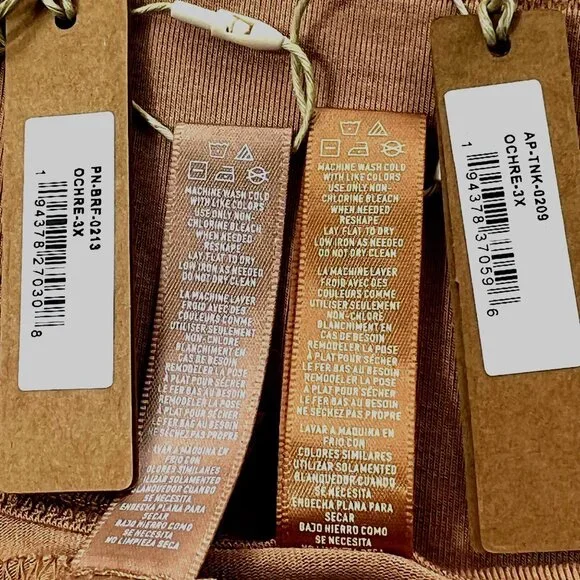 PN-BRF-0213
OCHRE-3X
1 94378 27030 8
MACHINE WASH COLD
WITH LIKE COLORS
USE ONLY NON-
CHLORINE BLEACH
WHEN NEEDED
RESHAPE
LAY FLAT TO DRY
LOW IRON AS NEEDED
DO NOT DRY CLEAN
LA MACHINE LAVER
FROID AVEC DES
COULEURS COMME
UTILISER SEULEMENT
NON-CHLORE
BLANCHIMENT EN
CAS DE BESOIN
REMODELER LA POSE
À PLAT POUR SÉCHER
LE FER BAS AU BESOIN
REMODELER LA POSE
À PLAT POUR SÉCHER
LE FER BAS AU BESOIN
NE SÉCHEZ PAS PROPRE
LAVAR A MAQUINA EN
FRIO CON
COLORES SIMILARES
UTILIZAR SOLAMENTED
BLANQUEADOR CUANDO
SE NECESITA
ENDECHA PLANA PARA
SECAR
BAJO HIERRO COMO
SE NECESITA
NO LIMPIEZA SECA
MACHINE WASH COLD
WITH LIKE COLORS
USE ONLY NON-
CHLORINE BLEACH
WHEN NEEDED
RESHAPE
LAY FLAT TO DRY
LOW IRON AS NEEDED
DO NOT DRY CLEAN
LA MACHINE LAVER
FROID AVEC DES
COULEURS COMME
UTILISER SEULEMENT
NON-CHLORE
BLANCHIMENT EN
CAS DE BESOIN
REMODELER LA POSE
À PLAT POUR SÉCHER
LE FER BAS AU BESOIN
NE SÉCHEZ PAS PROPRE
LAVAR A MAQUINA EN
FRIO CON
COLORES SIMILARES
UTILIZAR SOLAMENTED
BLANQUEADOR CUANDO
SE NECESITA
ENDECHA PLANA PARA
SECAR
BAJO HIERRO COMO
SE NECESITA
AP-TNK-0209
OCHRE-3X
1 94378 37059 6